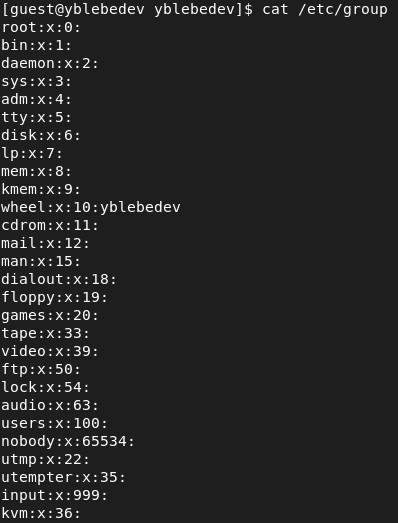 [guest@yblebedev yblebedev]$ cat /etc/group
root:x:0:
bin:x:1:
daemon:x:2:
sys:x:3:
adm:x:4:
tty:x:5:
disk:x:6:
lp:x:7:
mem:x:8:
kmem:x:9:
wheel:x:10:yblebedev
cdrom:x:11:
mail:x:12:
man:x:15:
dialout:x:18:
floppy:x:19:
games:x:20:
tape:x:33:
video:x:39:
ftp:x:50:
lock:x:54:
audio:x:63:
users:x:100:
nobody:x:65534:
utmp:x:22:
utempter:x:35:
input:x:999:
kvm:x:36: